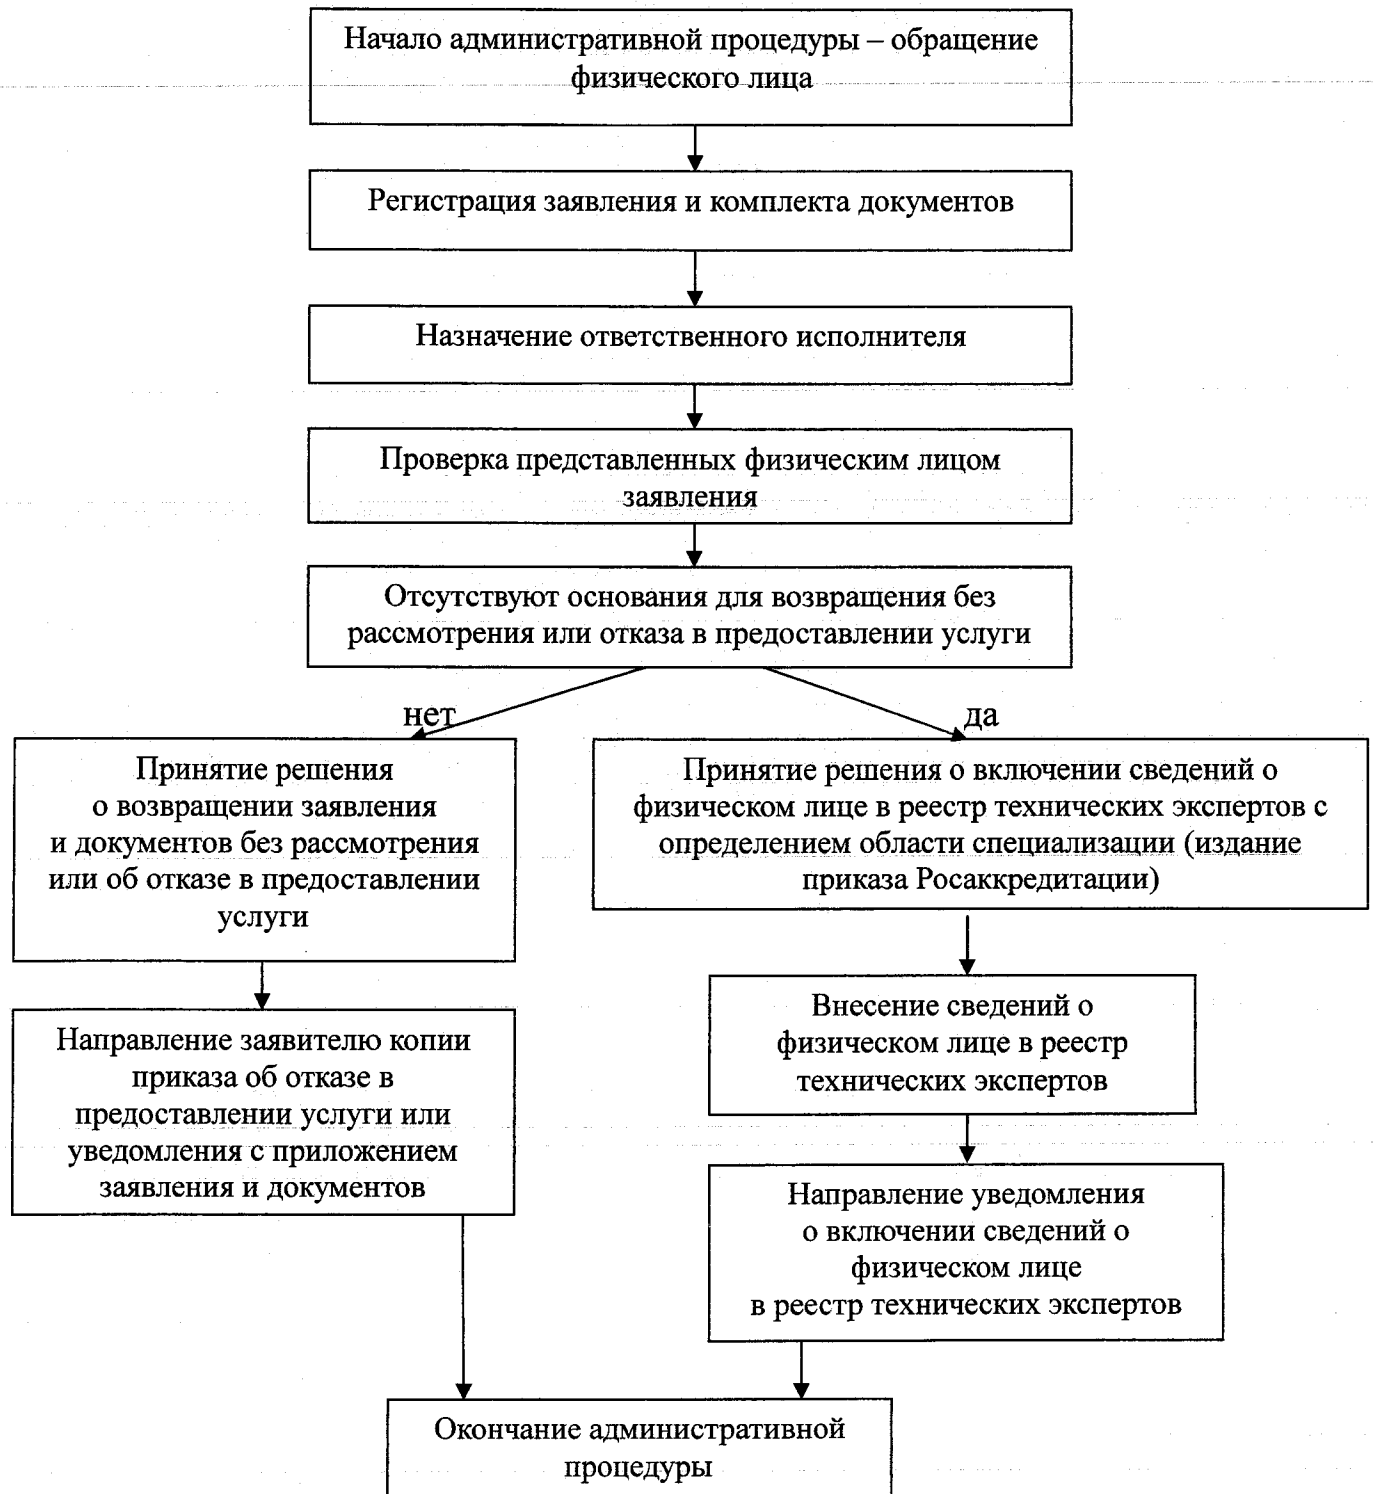 Начало административной процедуры – обращение
физического лица
Регистрация заявления и комплекта документов
Назначение ответственного исполнителя
Проверка представленных физическим лицом
заявления
Отсутствуют основания для возвращения без
рассмотрения или отказа в предоставлении услуги
нет
да
Принятие решения
о возвращении заявления
и документов без рассмотрения
или об отказе в предоставлении
услуги
Принятие решения о включении сведений о
физическом лице в реестр технических экспертов с
определением области специализации (издание
приказа Росаккредитации)
Направление заявителю копии
приказа об отказе в
предоставлении услуги или
уведомления с приложением
заявления и документов
Внесение сведений о
физическом лице в реестр
технических экспертов
Направление уведомления
о включении сведений о
физическом лице
в реестр технических экспертов
Окончание административной
процедуры